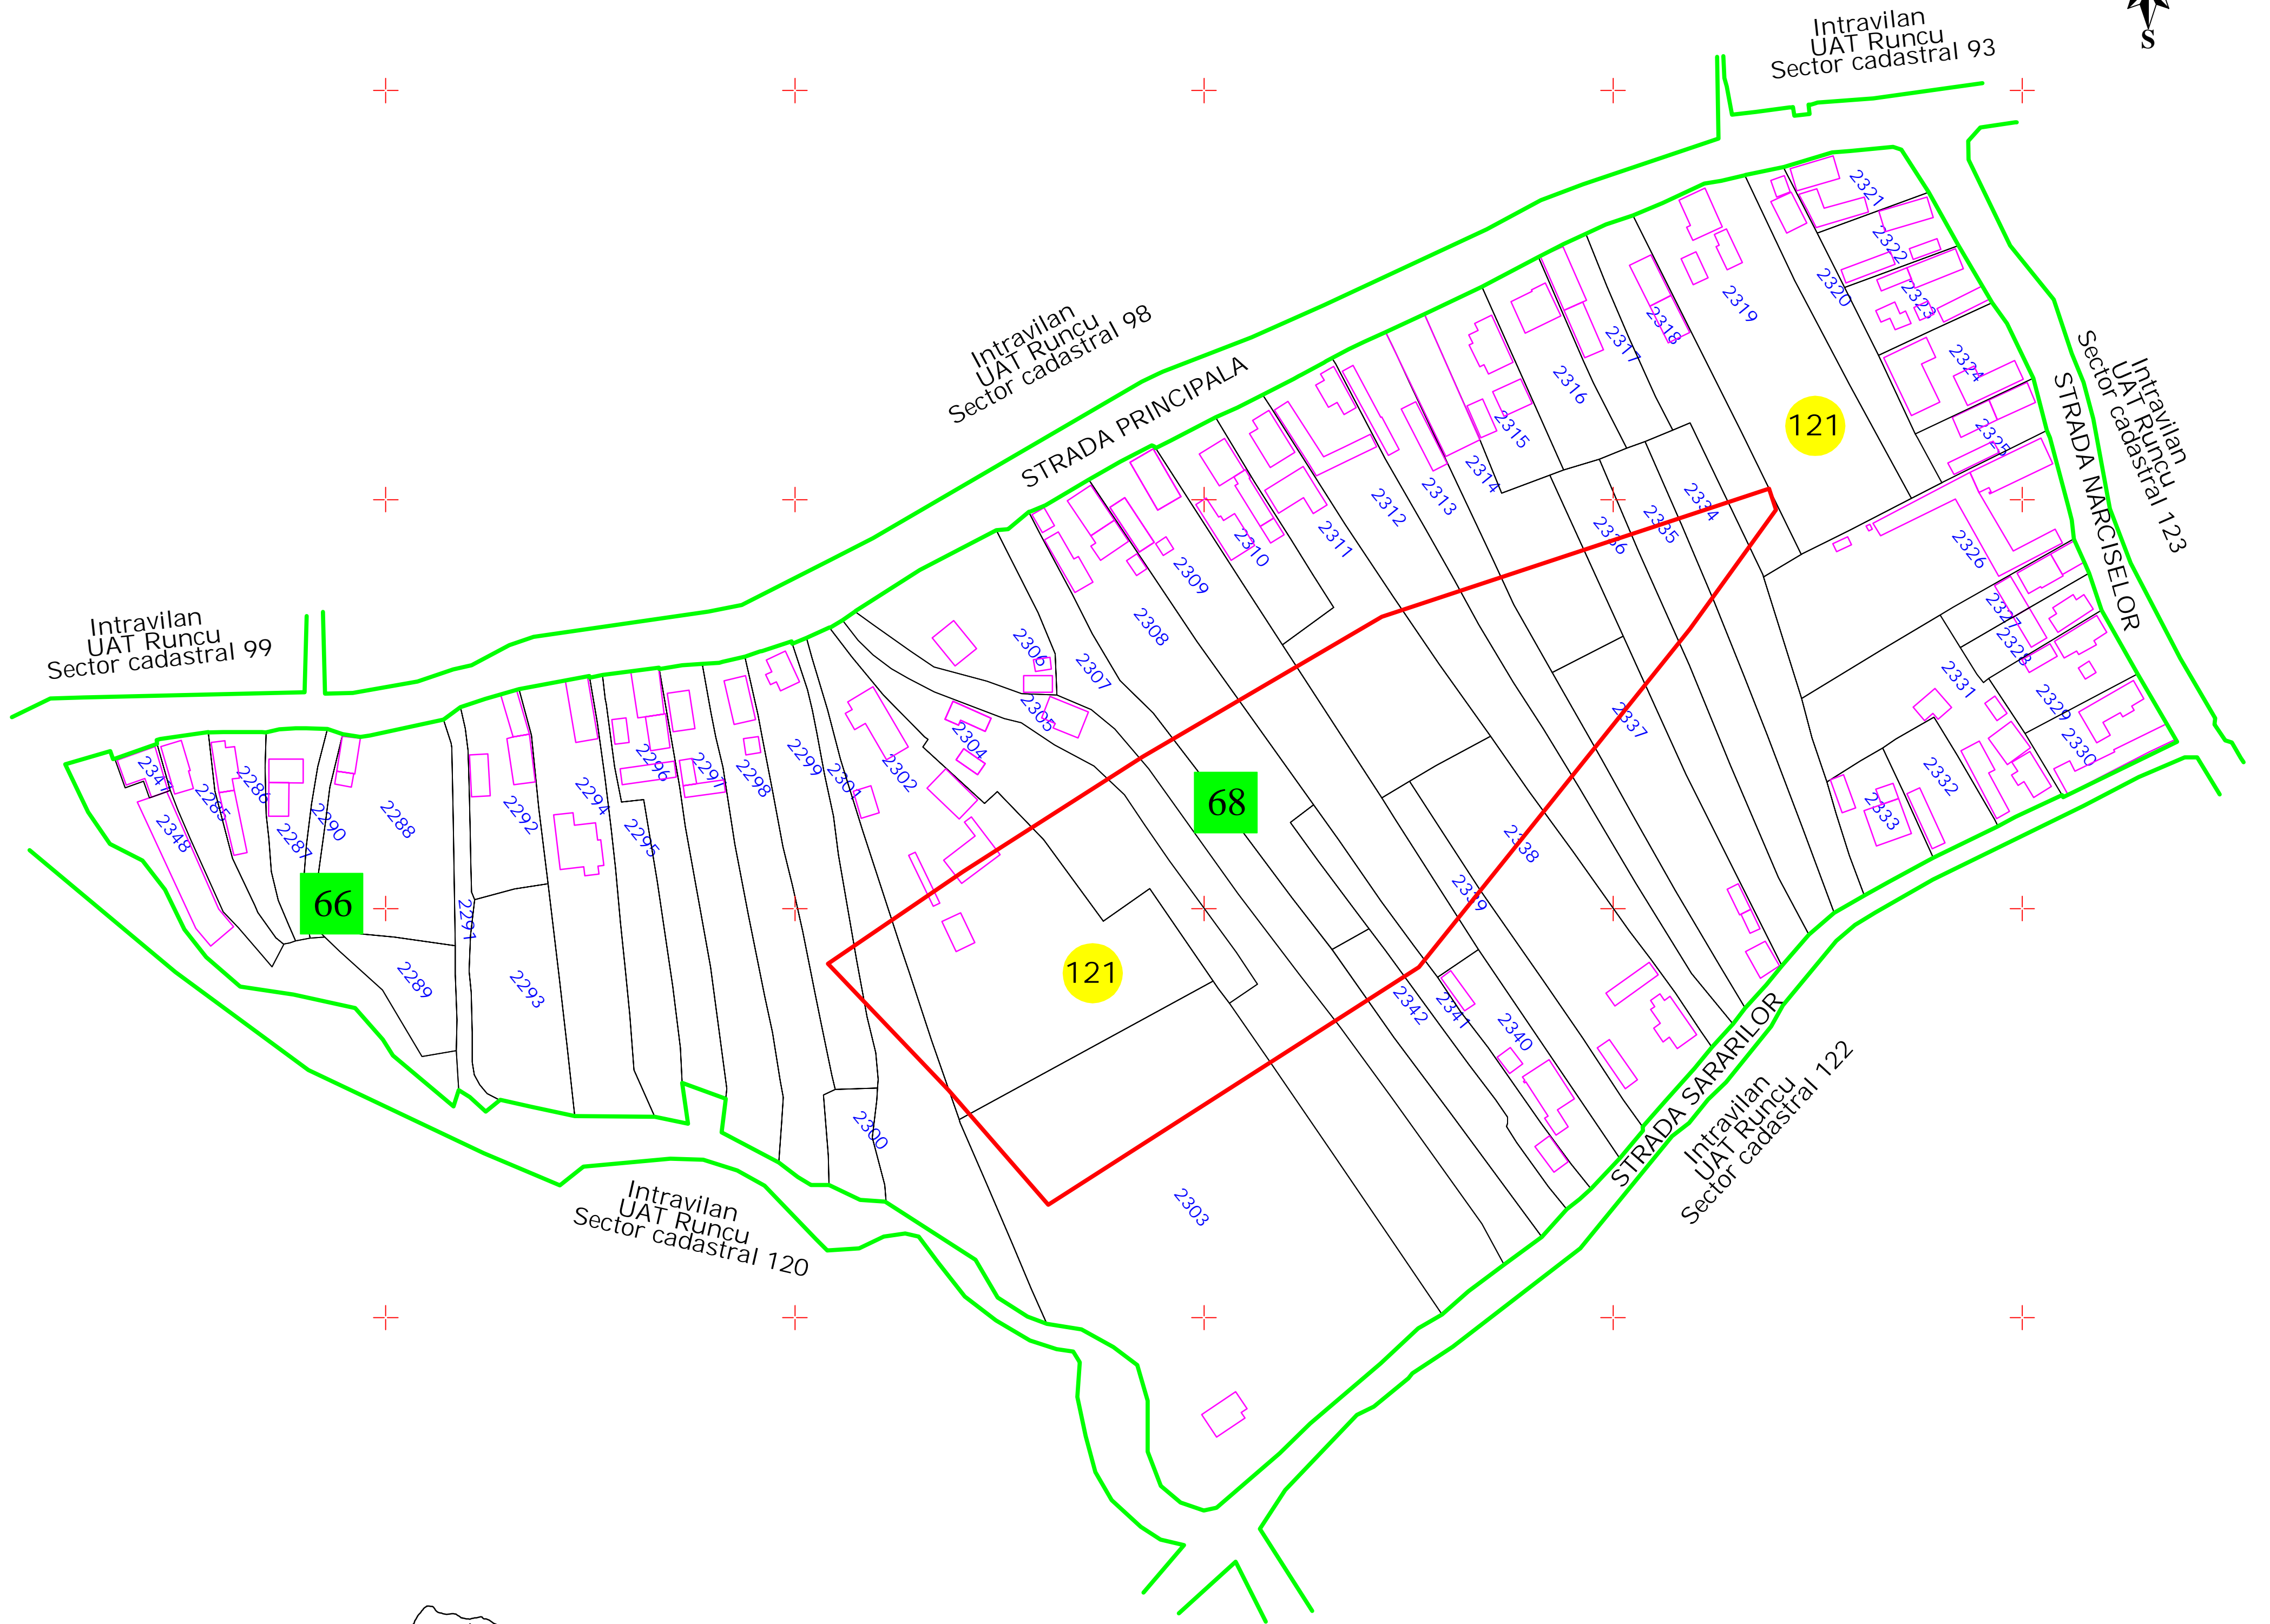 Intravilan
UAT Runcu
Sector cadastral 93
S
Intravilan
UAT Runcu
Sector cadastral 98
STRADA PRINCIPALA
Intravilan
UAT Runcu
Sector cadastral 99
Intravilan
UAT Runcu
Sector cadastral 123
STRADA NARCISELOR
2321
2322
2320
2323
2319
2318
2317
2324
2316
121
2325
2315
2314
2313
2312
2334
2335
2336
2311
2310
2326
2309
2308
2327
2328
2306
2307
2331
2329
2330
2305
2337
2304
2302
2301
2299
2298
2297
2296
2294
2295
2292
2288
2290
2287
2286
2285
2347
2348
68
66
2332
2333
2338
2339
2291
2289
2293
121
2342
2341
2340
STRADA SARARIILOR
Intravilan
UAT Runcu
Sector cadastral 122
2300
2303
Intravilan
UAT Runcu
Sector cadastral 120